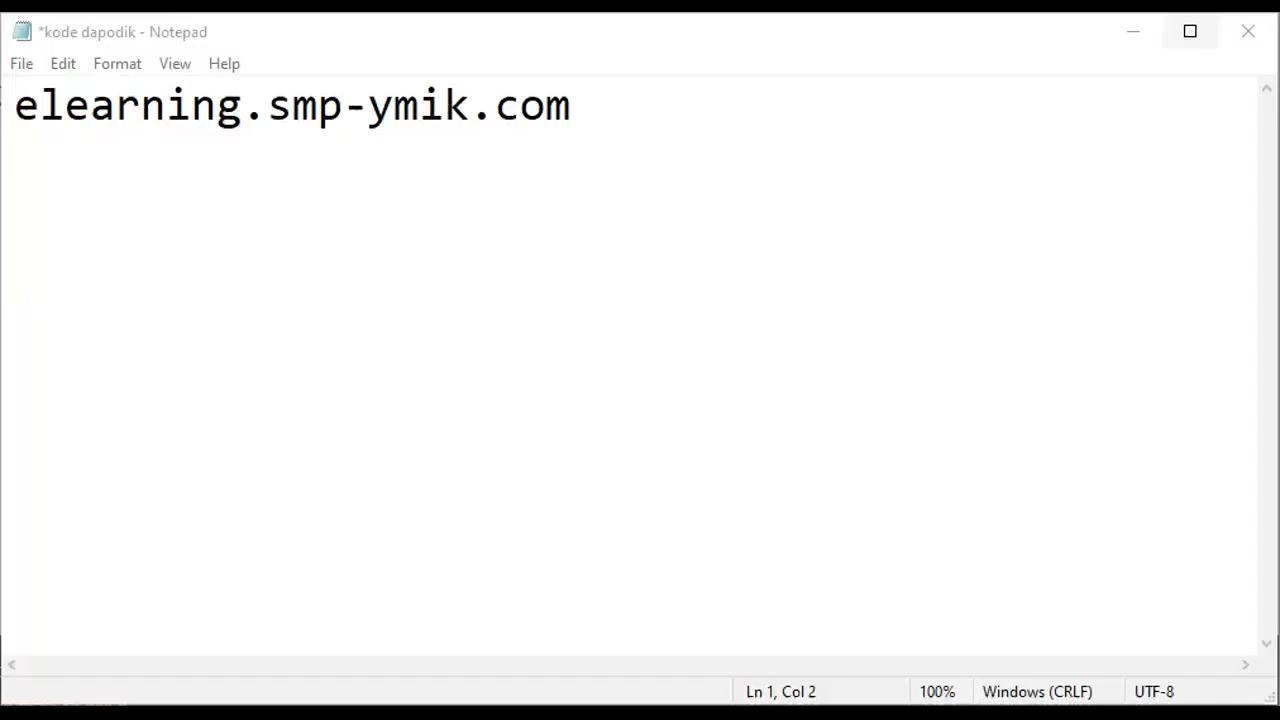 *kode dapodik - Notepad
File Edit Format View Help
elearning.smp-ymik.com
Ln 1, Col 2 100% Windows (CRLF) UTF-8